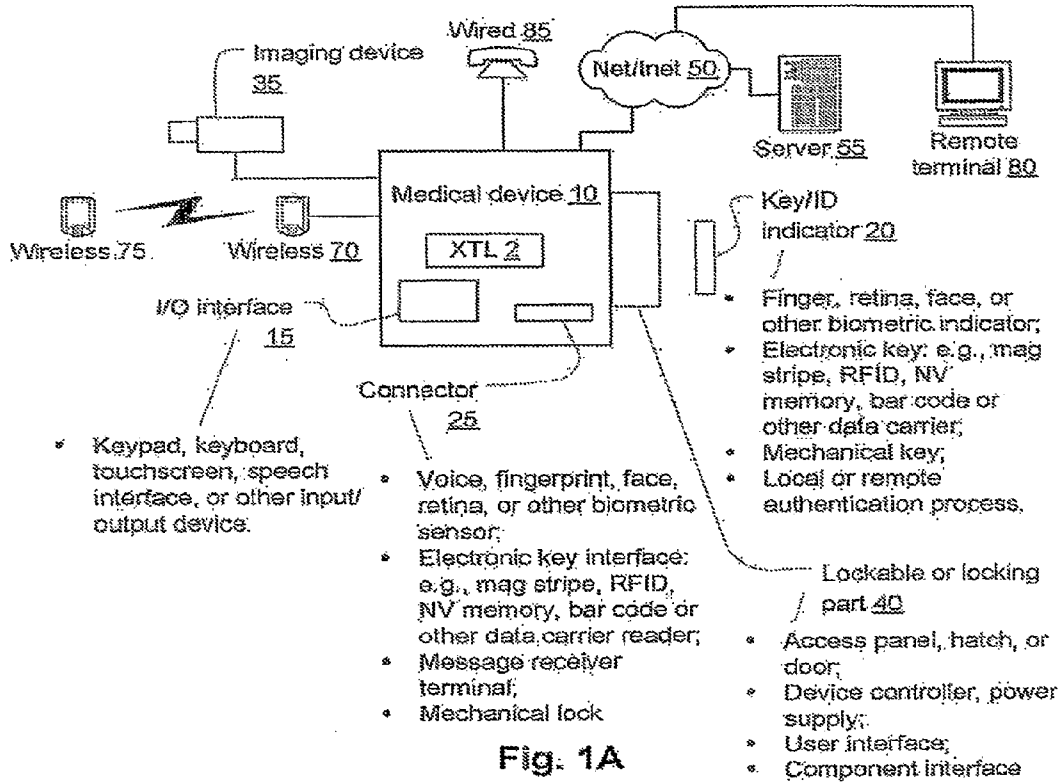 Wired 85
Imaging device
35
Net/Inet 50
Server 55
Remote
terminal 80
Medical device 10
Key/ID
indicator 20
XTL 2
Wireless 75
Wireless 70
I/O interface
15
• Finger, retina, face, or
other biometric indicator;
• Electronic key: e.g., mag
stripe, RFID, NV
memory, bar code or
other data carrier;
• Mechanical key;
• Local or remote
authentication process.
Connector
25
• Keypad, keyboard,
touchscreen, speech
interface, or other input/
output device.
• Voice, fingerprint, face,
retina, or other biometric
sensor;
• Electronic key interface:
e.g., mag stripe, RFID,
NV memory, bar code or
other data carrier reader;
• Message receiver
terminal;
• Mechanical lock
Lockable or locking
part 40
• Access panel, hatch, or
door;
• Device controller, power
supply;
• User interface;
• Component interface
Fig. 1A